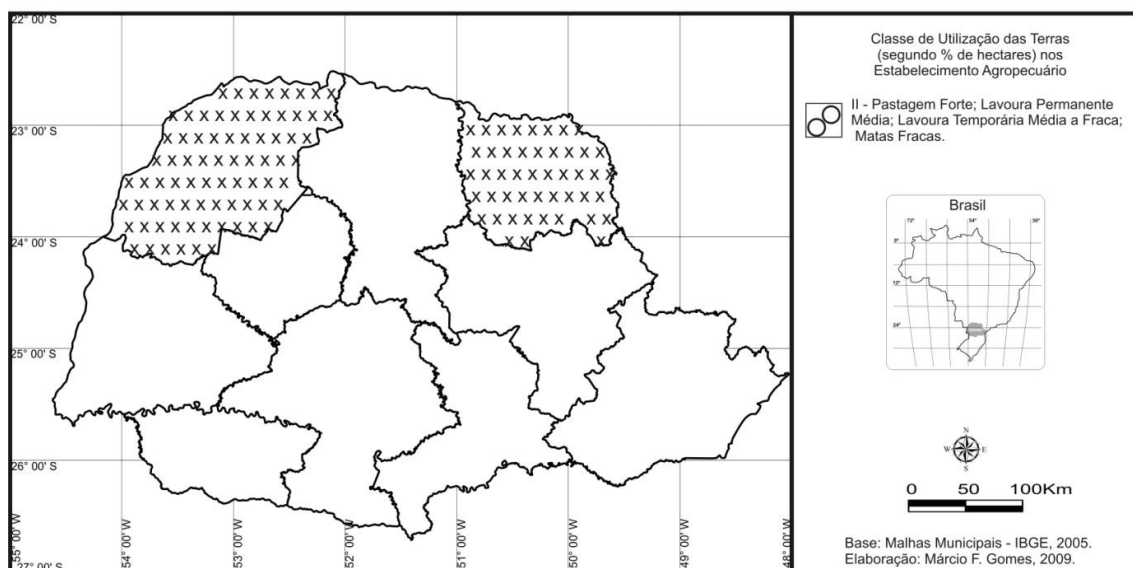 22° 00' S
23° 00' S
24° 00' S
25° 00' S
26° 00' S
27° 00' S
55° 00' W
54° 00' W
53° 00' W
52° 00' W
51° 00' W
50° 00' W
49° 00' W
48° 00' W
X X X X X X X X
X X X X X X X X X X X
X X X X X X X X X X X
X X X X X X X X X X X
X X X X X X X X X X X X
X X X X X X X X X X X
X X X X X X X X X
X X X X X
X X X X X X X X
X X X X X X X X X
X X X X X X X X X
X X X X X X X X X
X X X X X X X X
X X X
Classe de Utilização das Terras
(segundo % de hectares) nos
Estabelecimento Agropecuário
II - Pastagem Forte; Lavoura Permanente
Média; Lavoura Temporária Média a Fraca;
Matas Fracas.
Brasil
72° 54° 36°
0°
12°
24°
N
W E
S
0 50 100Km
Base: Malhas Municipais - IBGE, 2005.
Elaboração: Márcio F. Gomes, 2009.